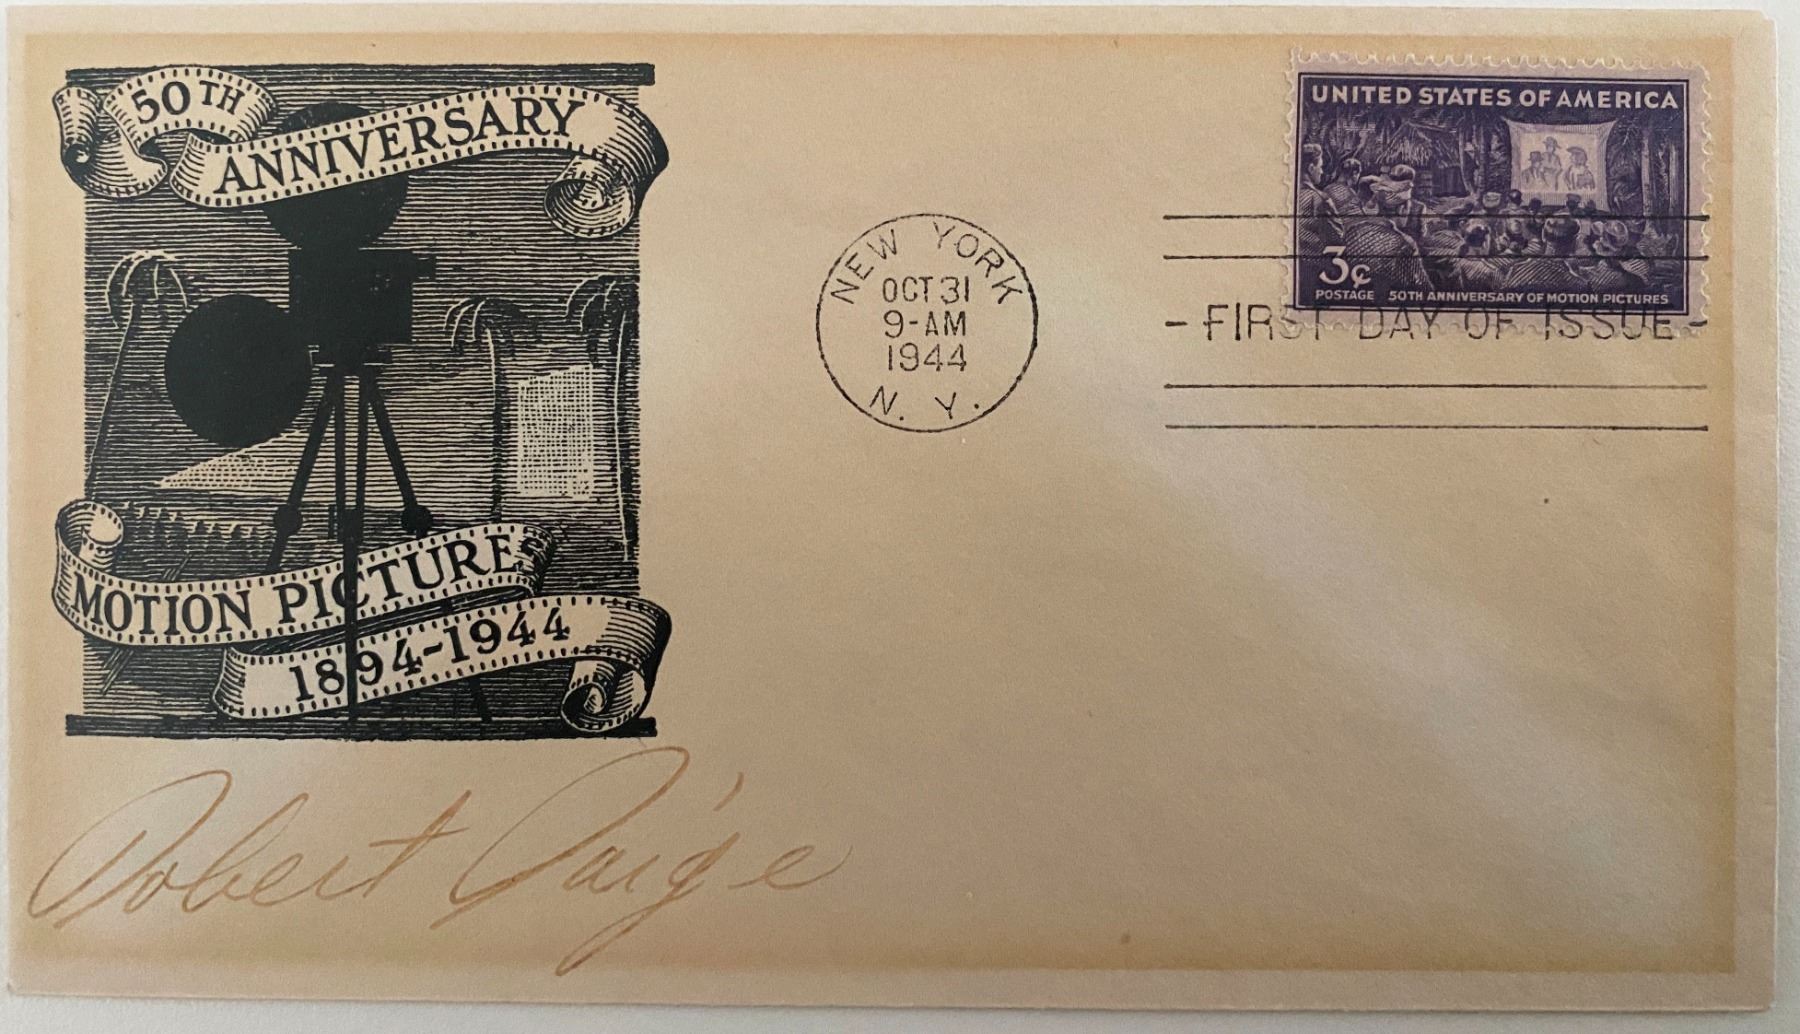 50TH
ANNIVERSARY
MOTION PICTURES
1894-1944
NEW YORK
OCT 31
9-AM
1944
N. Y.
UNITED STATES OF AMERICA
3¢
POSTAGE 50TH ANNIVERSARY OF MOTION PICTURES
- FIRST DAY OF ISSUE -
Robert Paige